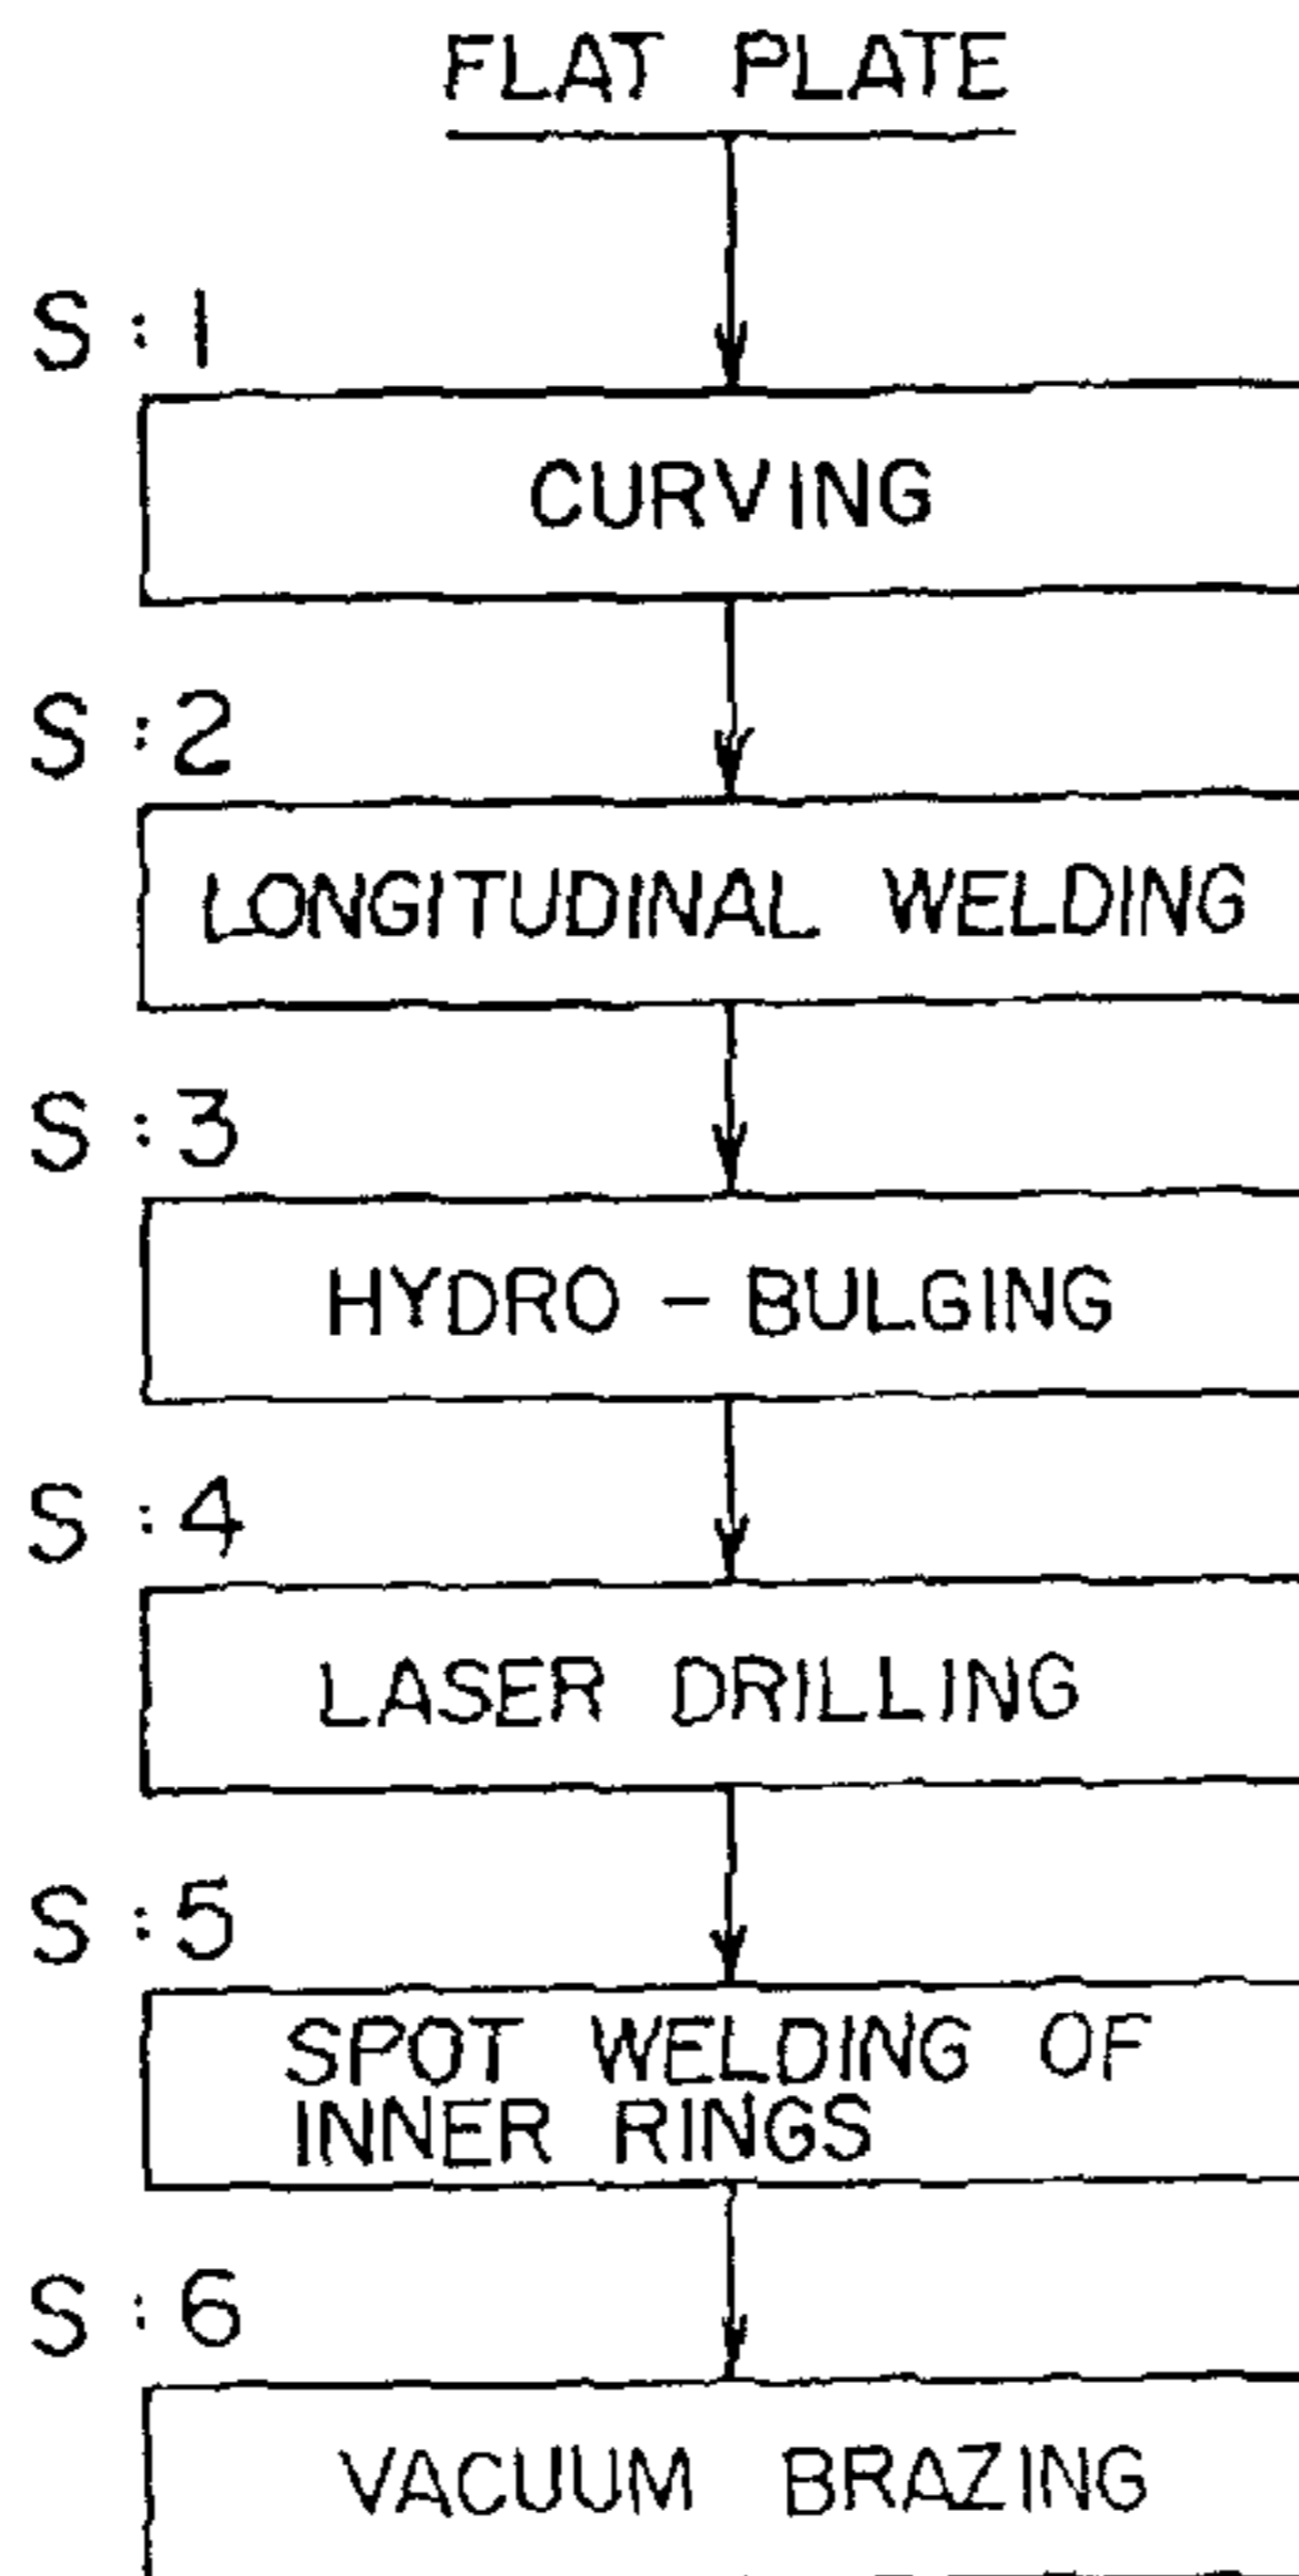 FLAT PLATE
S:1
CURVING
S:2
LONGITUDINAL WELDING
S:3
HYDRO-BULGING
S:4
LASER DRILLING
S:5
SPOT WELDING OF
INNER RINGS
S:6
VACUUM BRAZING